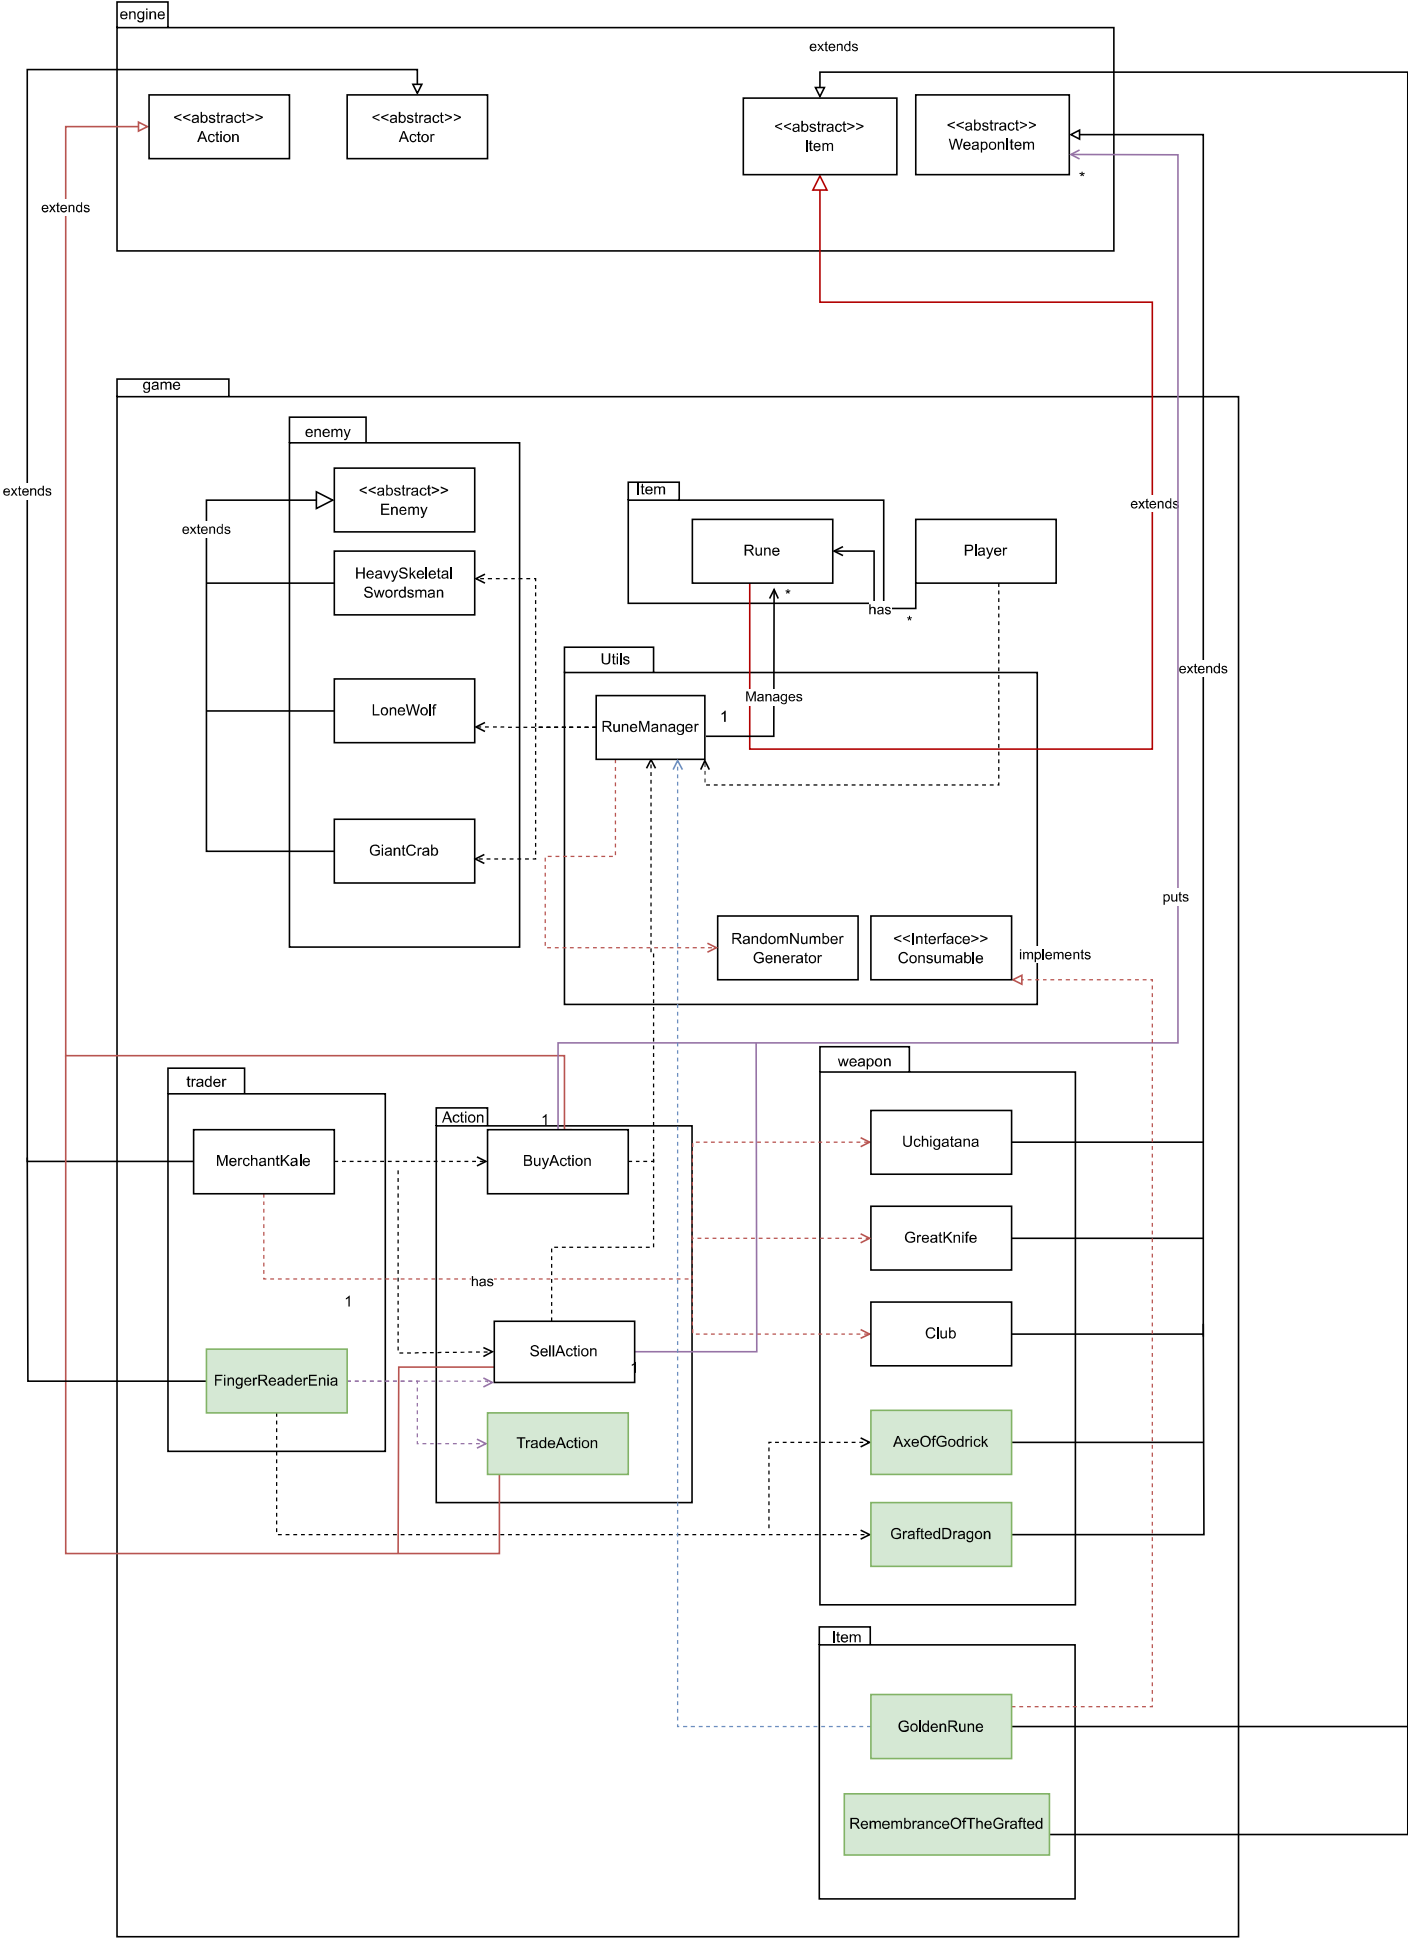 engine
extends
<<abstract>>
Action
<<abstract>>
Actor
<<abstract>>
Item
<<abstract>>
WeaponItem
*
extends
game
enemy
<<abstract>>
Enemy
extends
extends
Item
Rune
Player
extends
HeavySkeletal
Swordsman
*
has
*
Utils
extends
LoneWolf
RuneManager
1
Manages
GiantCrab
puts
RandomNumber
Generator
<<Interface>>
Consumable
implements
trader
weapon
Action
1
MerchantKale
BuyAction
Uchigatana
GreatKnife
has
1
SellAction
1
Club
FingerReaderEnia
TradeAction
AxeOfGodrick
GraftedDragon
Item
GoldenRune
RemembranceOfTheGrafted